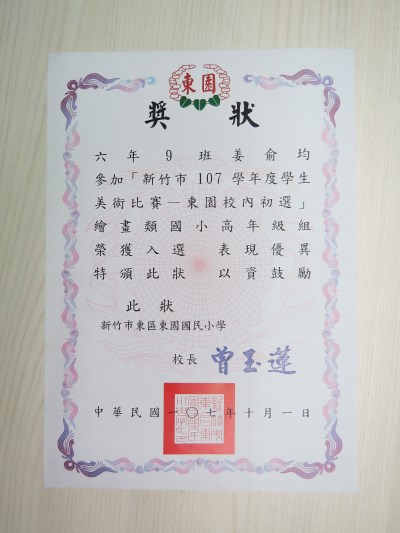 東園
獎狀
六年9班姜俞均
參加「新竹市107學年度學生
美術比賽—東園校內初選」
繪畫類國小高年級組
榮獲入選 表現優異
特頒此狀 以資鼓勵
此狀
新竹市東區東園國民小學
校長 曾玉蓮
中華民國一〇七年十月一日